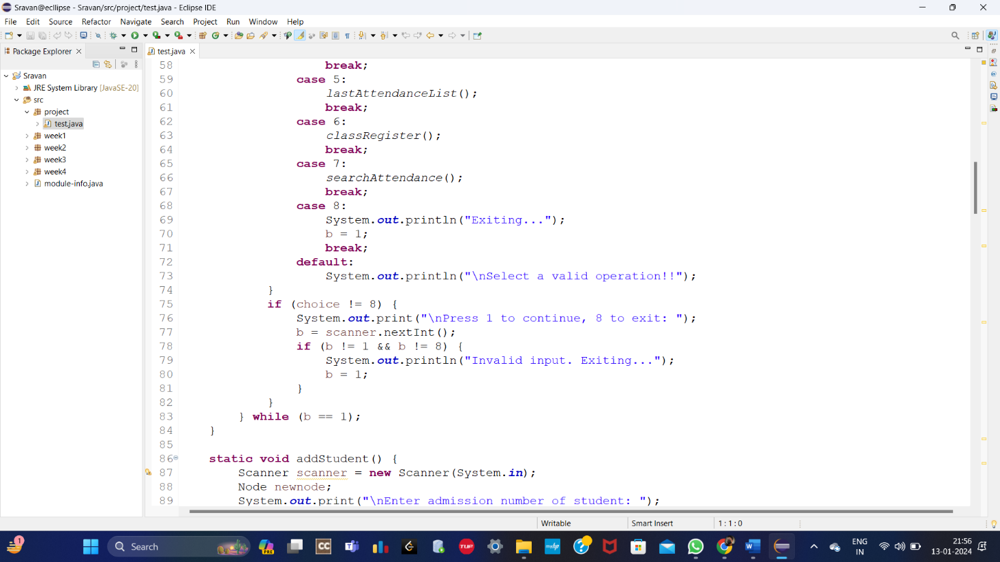 Sravan@ecllipse - Sravan/src/project/test.java - Eclipse IDE
File Edit Source Refactor Navigate Search Project Run Window Help
Package Explorer
test.java
Sravan
JRE System Library [JavaSE-20]
src
project
test.java
week1
week2
week3
week4
module-info.java
58 break;
59 case 5:
60 lastAttendanceList();
61 break;
62 case 6:
63 classRegister();
64 break;
65 case 7:
66 searchAttendance();
67 break;
68 case 8:
69 System.out.println("Exiting...");
70 b = 1;
71 break;
72 default:
73 System.out.println("\nSelect a valid operation!!");
74 }
75 if (choice != 8) {
76 System.out.print("\nPress 1 to continue, 8 to exit: ");
77 b = scanner.nextInt();
78 if (b != 1 && b != 8) {
79 System.out.println("Invalid input. Exiting...");
80 b = 1;
81 }
82 }
83 } while (b == 1);
84 }
85
86 static void addStudent() {
87 Scanner scanner = new Scanner(System.in);
88 Node newnode;
89 System.out.print("\nEnter admission number of student: ");
Writable Smart Insert 1 : 1 : 0
1
Search
PRE
CC
TUF
ENG
IN
21:56
13-01-2024